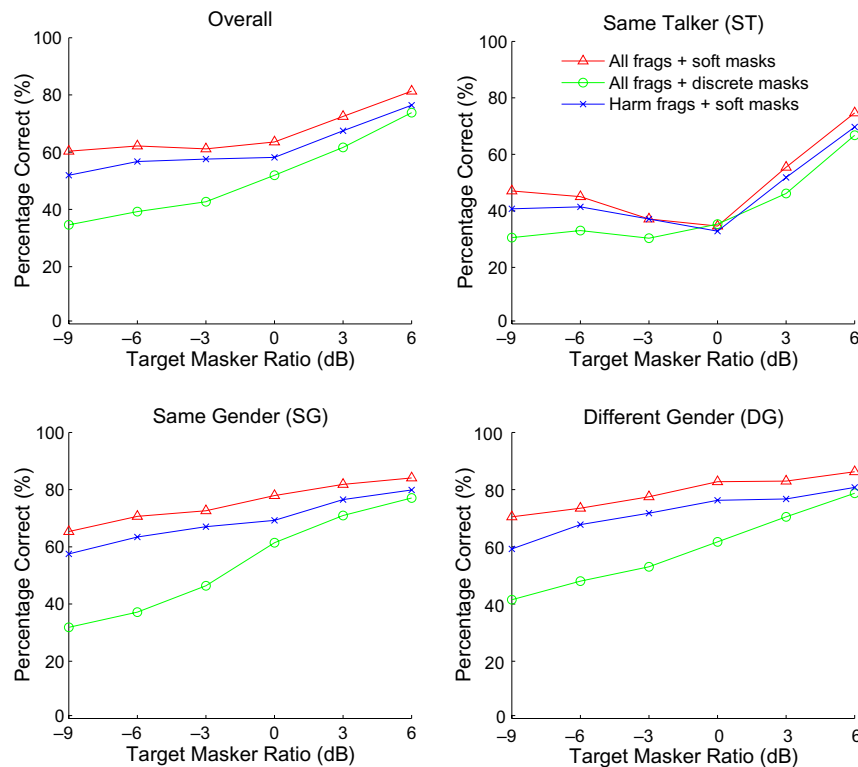 Overall
Percentage Correct (%)
100
80
60
40
20
0
–9 –6 –3 0 3 6
Target Masker Ratio (dB)
Same Talker (ST)
Percentage Correct (%)
100
80
60
40
20
0
All frags + soft masks
All frags + discrete masks
Harm frags + soft masks
–9 –6 –3 0 3 6
Target Masker Ratio (dB)
Same Gender (SG)
Percentage Correct (%)
100
80
60
40
20
0
–9 –6 –3 0 3 6
Target Masker Ratio (dB)
Different Gender (DG)
Percentage Correct (%)
100
80
60
40
20
0
–9 –6 –3 0 3 6
Target Masker Ratio (dB)